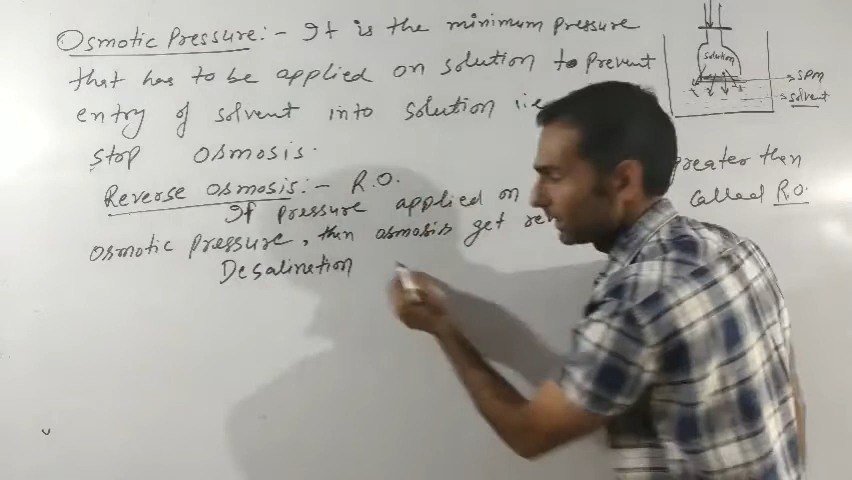 Osmotic Pressure:- It is the minimum pressure
that has to be applied on solution to prevent
entry of solvent into solution i.e
stop osmosis.
Reverse osmosis:- R.O.
If pressure applied on greater then
osmotic pressure, then osmosis get called R.O.
Desalination
solution
SPM
solvent